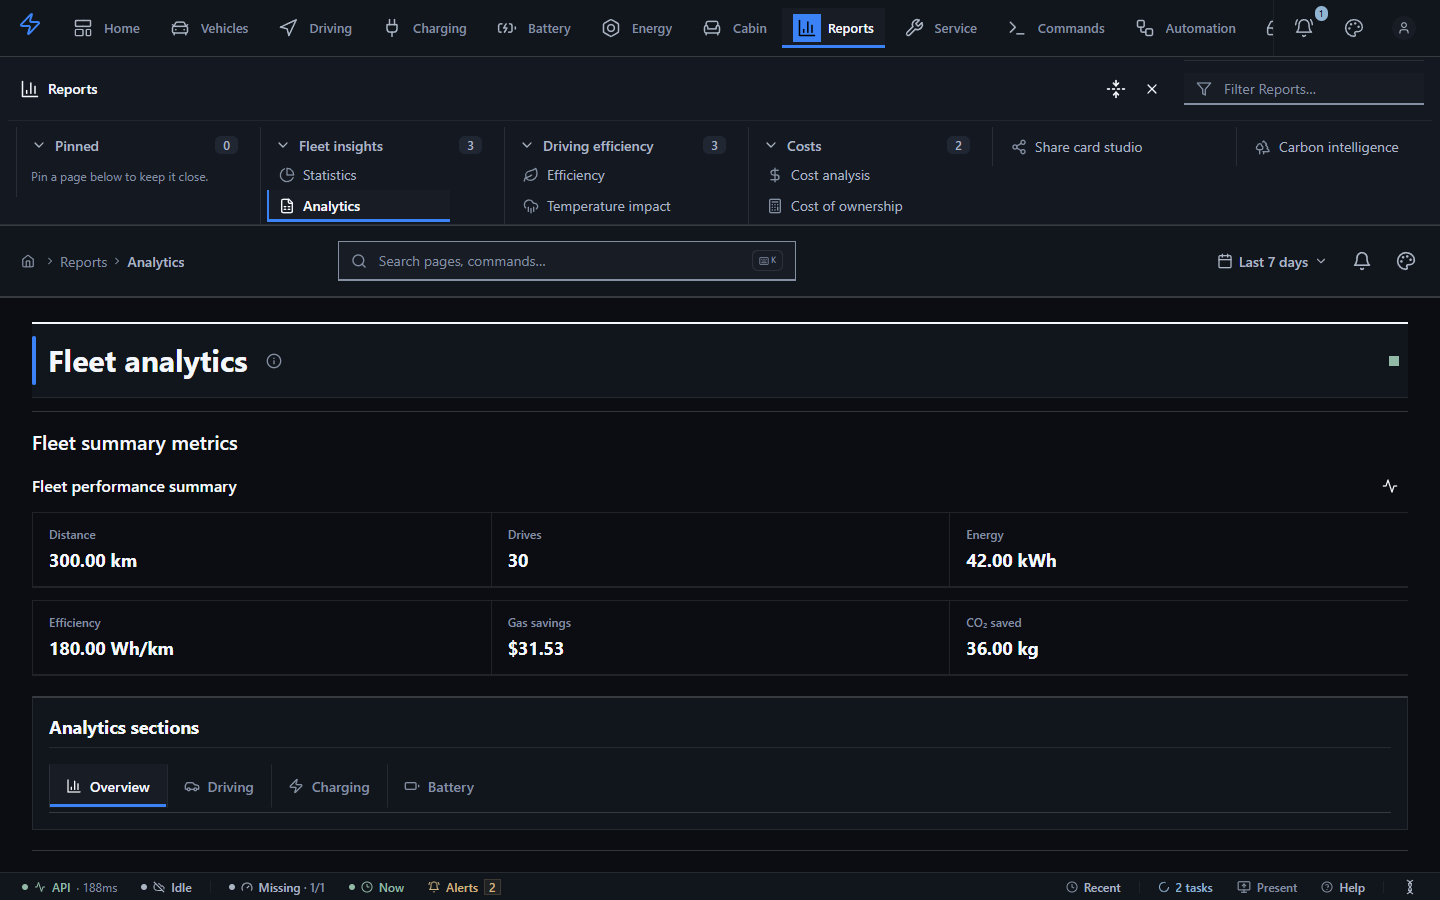 Home Vehicles Driving Charging Battery Energy Cabin Reports Service Commands Automation 1
Reports Filter Reports...
Pinned 0 Fleet insights 3 Driving efficiency 3 Costs 2 Share card studio Carbon intelligence
Pin a page below to keep it close. Statistics Efficiency Cost analysis
Analytics Temperature impact Cost of ownership
Reports Analytics Search pages, commands... K Last 7 days
Fleet analytics
Fleet summary metrics
Fleet performance summary
Distance Drives Energy
300.00 km 30 42.00 kWh
Efficiency Gas savings CO₂ saved
180.00 Wh/km $31.53 36.00 kg
Analytics sections
Overview Driving Charging Battery
API · 188ms Idle Missing · 1/1 Now Alerts 2 Recent 2 tasks Present Help